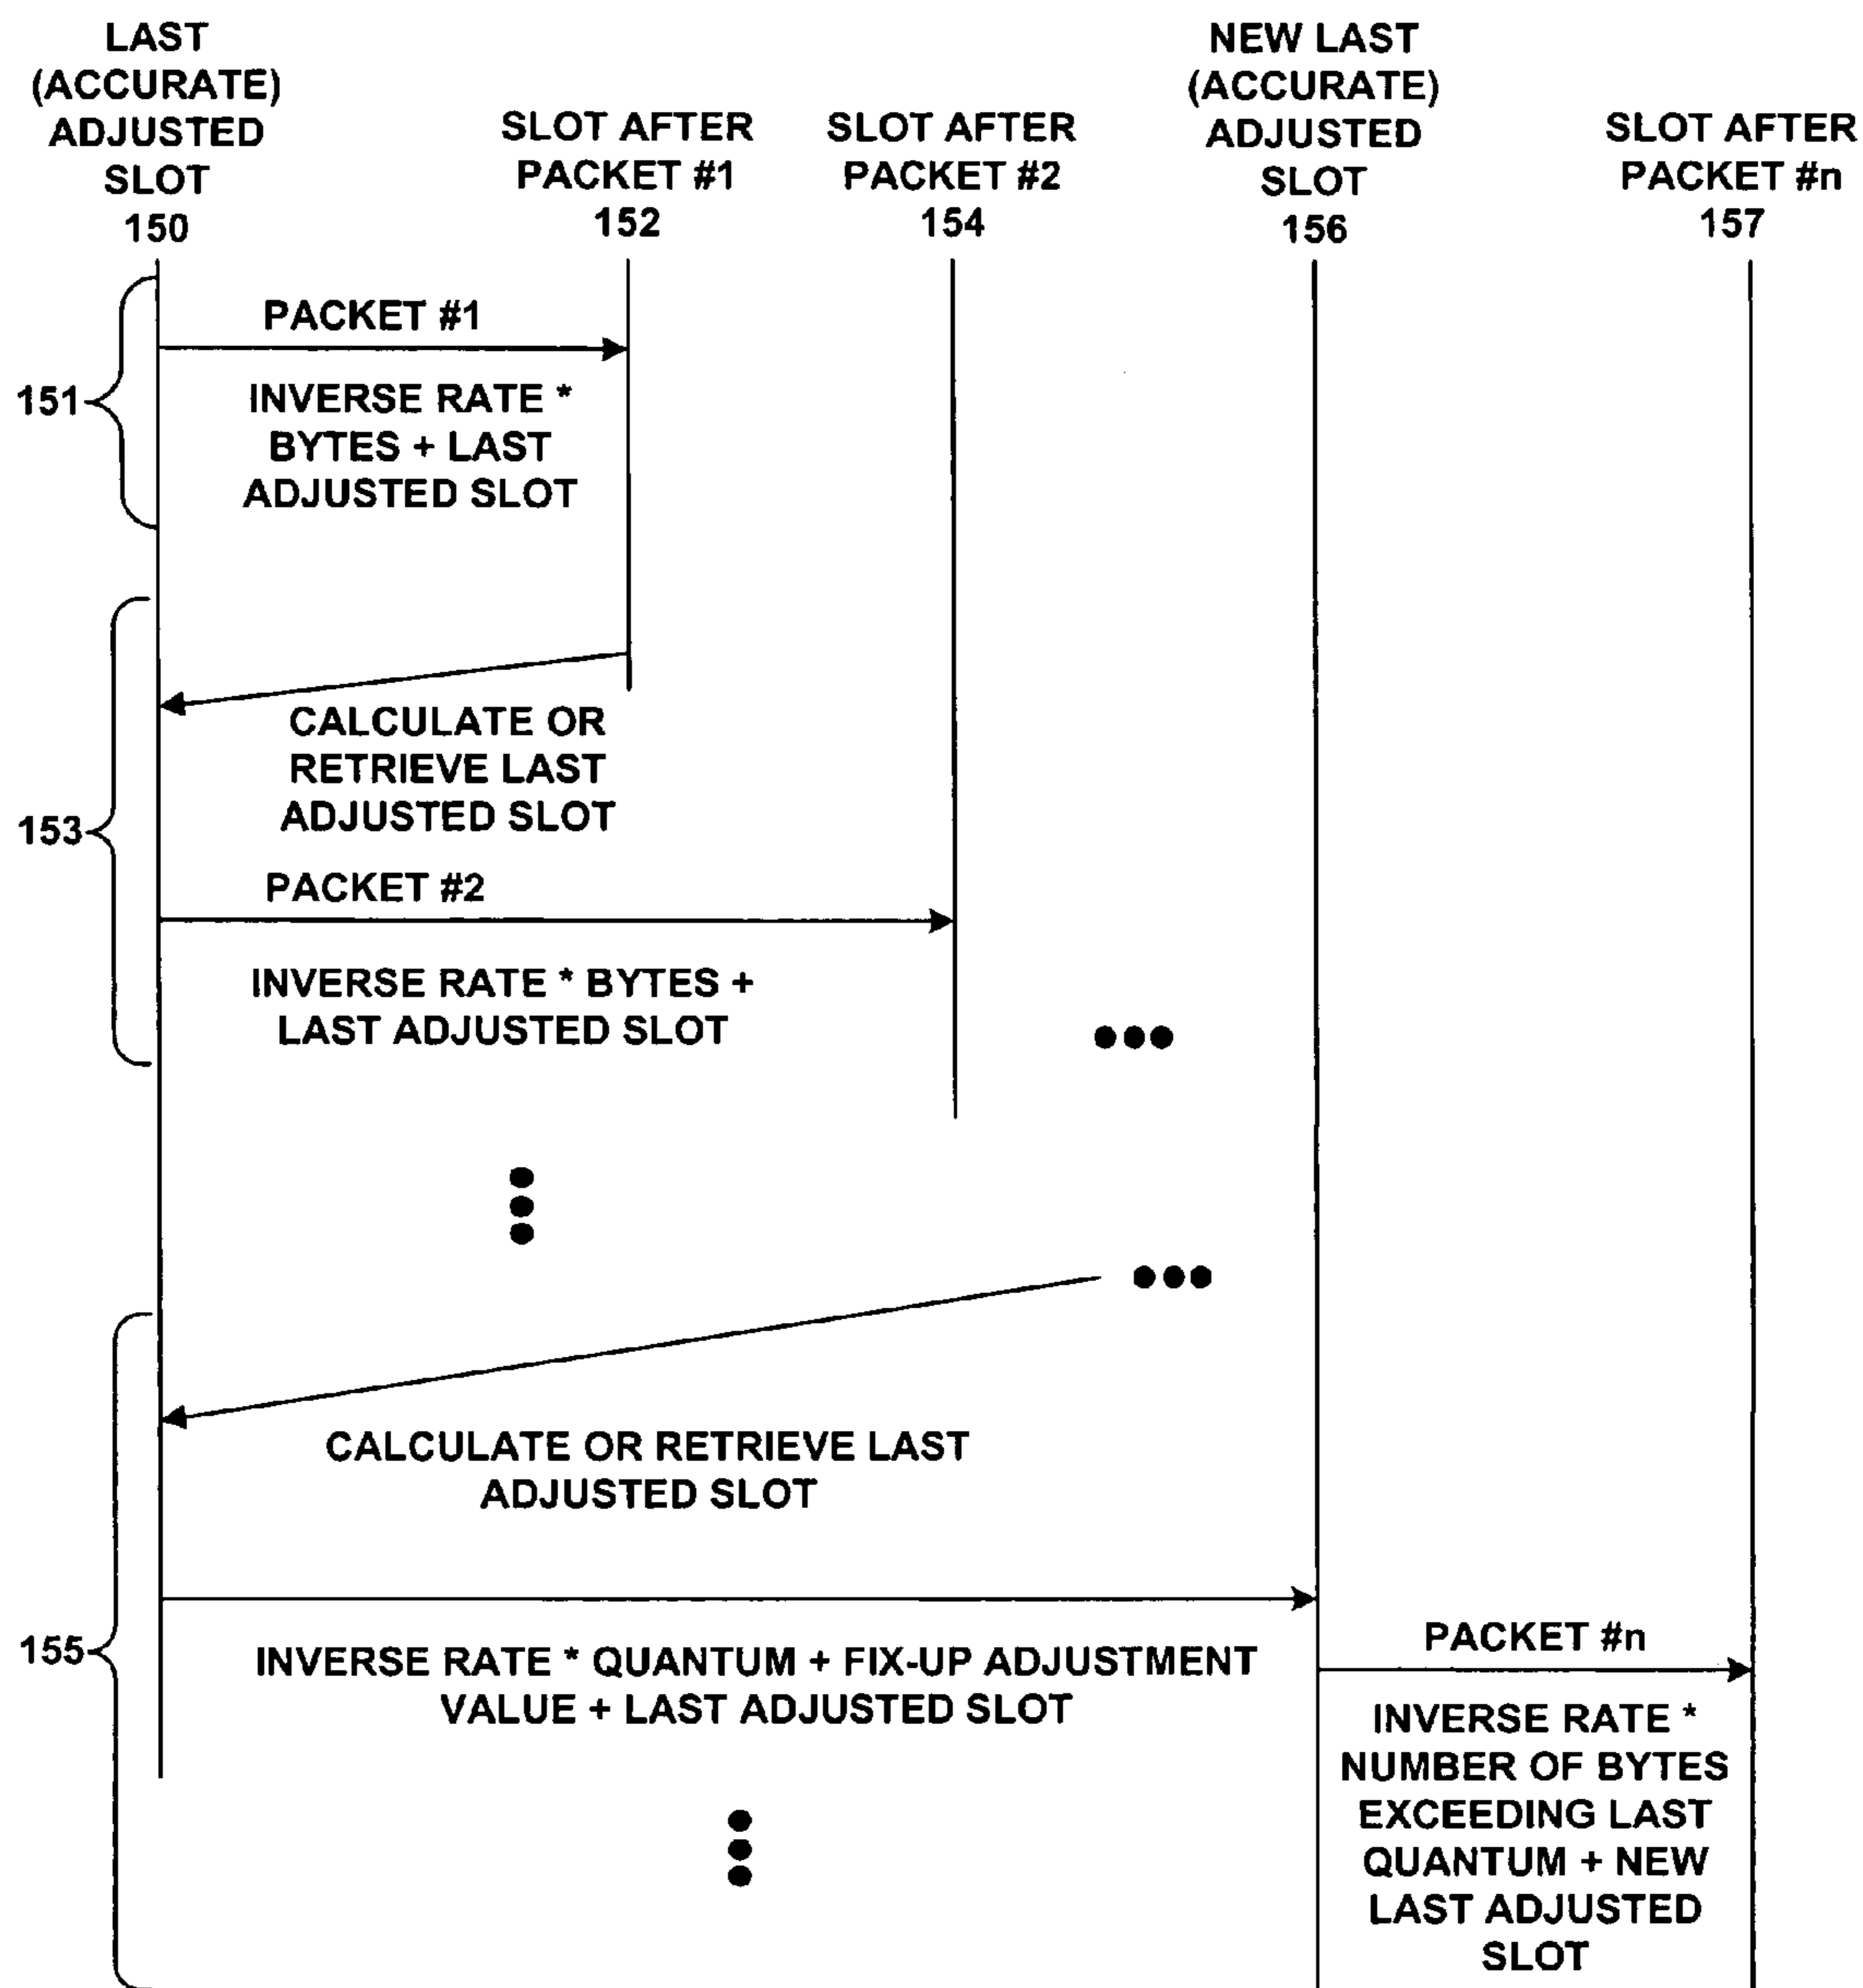 LAST
(ACCURATE)
ADJUSTED
SLOT
150
SLOT AFTER
PACKET #1
152
SLOT AFTER
PACKET #2
154
NEW LAST
(ACCURATE)
ADJUSTED
SLOT
156
SLOT AFTER
PACKET #n
157
151
PACKET #1
INVERSE RATE *
BYTES + LAST
ADJUSTED SLOT
153
CALCULATE OR
RETRIEVE LAST
ADJUSTED SLOT
PACKET #2
INVERSE RATE * BYTES +
LAST ADJUSTED SLOT
CALCULATE OR RETRIEVE LAST
ADJUSTED SLOT
155
INVERSE RATE * QUANTUM + FIX-UP ADJUSTMENT
VALUE + LAST ADJUSTED SLOT
PACKET #n
INVERSE RATE *
NUMBER OF BYTES
EXCEEDING LAST
QUANTUM + NEW
LAST ADJUSTED
SLOT